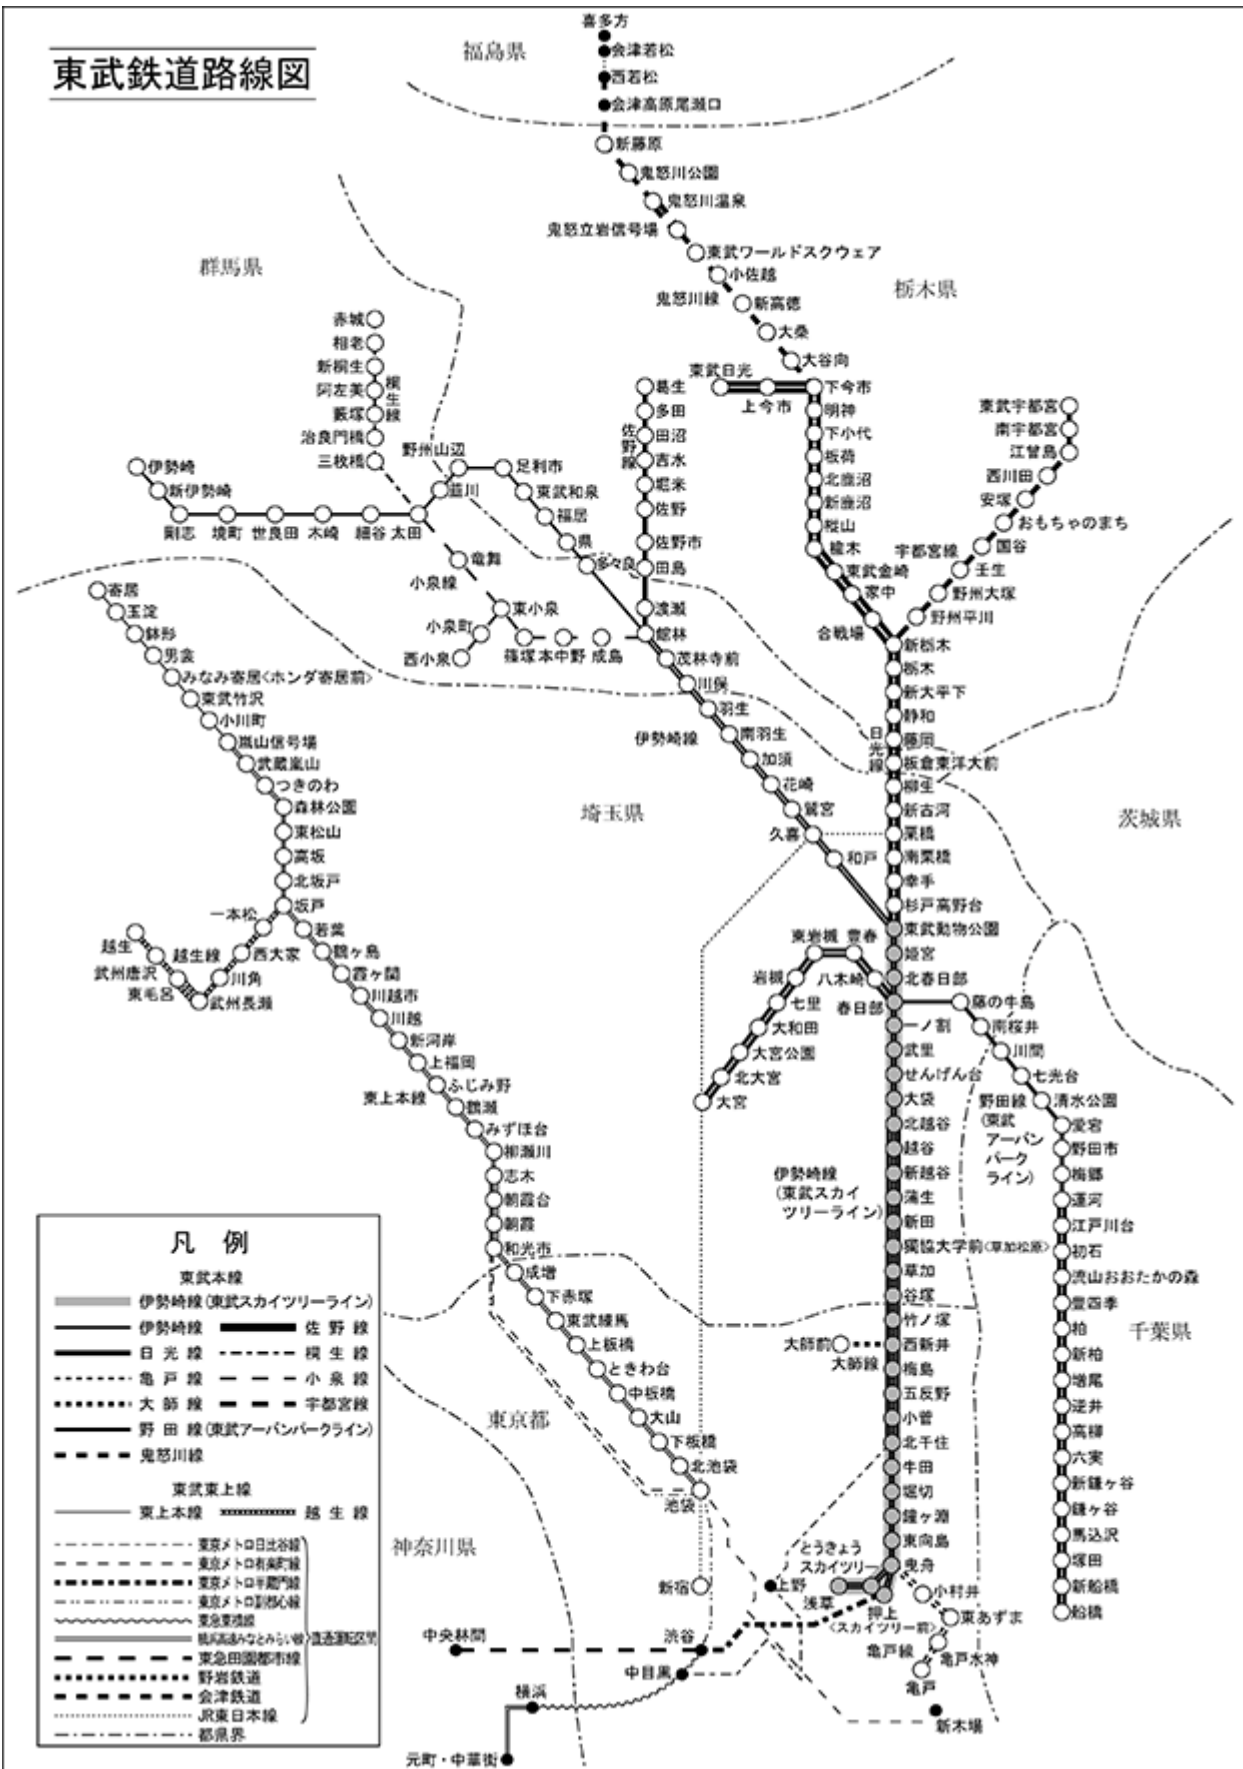 東武鉄道路線図
福島県
群馬県
栃木県
埼玉県
茨城県
東京都
千葉県
神奈川県
喜多方
会津若松
西若松
会津高原尾瀬口
新藤原
鬼怒川公園
鬼怒川温泉
鬼怒立岩信号場
東武ワールドスクウェア
小佐越
鬼怒川線
新高徳
大桑
大谷向
東武日光
上今市
下今市
明神
下小代
板荷
北鹿沼
新鹿沼
樅山
楡木
東武金崎
家中
合戦場
新栃木
栃木
新大平下
静和
藤岡
日光線
板倉東洋大前
柳生
新古河
栗橋
南栗橋
幸手
杉戸高野台
東武動物公園
姫宮
北春日部
春日部
一ノ割
武里
せんげん台
大袋
北越谷
越谷
新越谷
蒲生
新田
獨協大学前〈草加松原〉
草加
谷塚
竹ノ塚
西新井
梅島
五反野
小菅
北千住
牛田
堀切
鐘ヶ淵
東向島
曳舟
とうきょう
スカイツリー
浅草
押上
〈スカイツリー前〉
伊勢崎線
(東武スカイ
ツリーライン)
大師前
大師線
小村井
東あずま
亀戸水神
亀戸線
亀戸
東武宇都宮
南宇都宮
江曽島
西川田
安塚
おもちゃのまち
国谷
宇都宮線
壬生
野州大塚
野州平川
赤城
相老
新桐生
阿左美
藪塚
治良門橋
三枚橋
桐生線
伊勢崎
新伊勢崎
剛志
境町
世良田
木崎
細谷
太田
韮川
野州山辺
足利市
東武和泉
福居
県
多々良
館林
茂林寺前
川俣
羽生
南羽生
加須
花崎
鷲宮
久喜
和戸
伊勢崎線
葛生
多田
田沼
吉水
堀米
佐野
佐野市
田島
渡瀬
佐野線
竜舞
小泉線
東小泉
小泉町
西小泉
篠塚
本中野
成島
寄居
玉淀
鉢形
男衾
みなみ寄居〈ホンダ寄居前〉
東武竹沢
小川町
嵐山信号場
武蔵嵐山
つきのわ
森林公園
東松山
高坂
北坂戸
坂戸
若葉
鶴ヶ島
霞ヶ関
川越市
川越
新河岸
上福岡
ふじみ野
東上本線
鶴瀬
みずほ台
柳瀬川
志木
朝霞台
朝霞
和光市
成増
下赤塚
東武練馬
上板橋
ときわ台
中板橋
大山
下板橋
北池袋
池袋
一本松
西大家
川角
武州長瀬
東毛呂
武州唐沢
越生
越生線
大宮
北大宮
大宮公園
大和田
七里
岩槻
東岩槻
豊春
八木崎
藤の牛島
南桜井
川間
七光台
清水公園
愛宕
野田市
梅郷
運河
江戸川台
初石
流山おおたかの森
豊四季
柏
新柏
増尾
逆井
高柳
六実
新鎌ヶ谷
鎌ヶ谷
馬込沢
塚田
新船橋
船橋
野田線
(東武
アーバン
パーク
ライン)
新宿
上野
渋谷
中目黒
中央林間
横浜
元町・中華街
新木場
凡 例
東武本線
伊勢崎線(東武スカイツリーライン)
伊勢崎線
佐野線
日光線
桐生線
亀戸線
小泉線
大師線
宇都宮線
野田線(東武アーバンパークライン)
鬼怒川線
東武東上線
東上本線
越生線
東京メトロ日比谷線
東京メトロ有楽町線
東京メトロ半蔵門線
東京メトロ副都心線
東急東横線
横浜高速みなとみらい線
直通運転区間
東急田園都市線
野岩鉄道
会津鉄道
JR東日本線
都県界